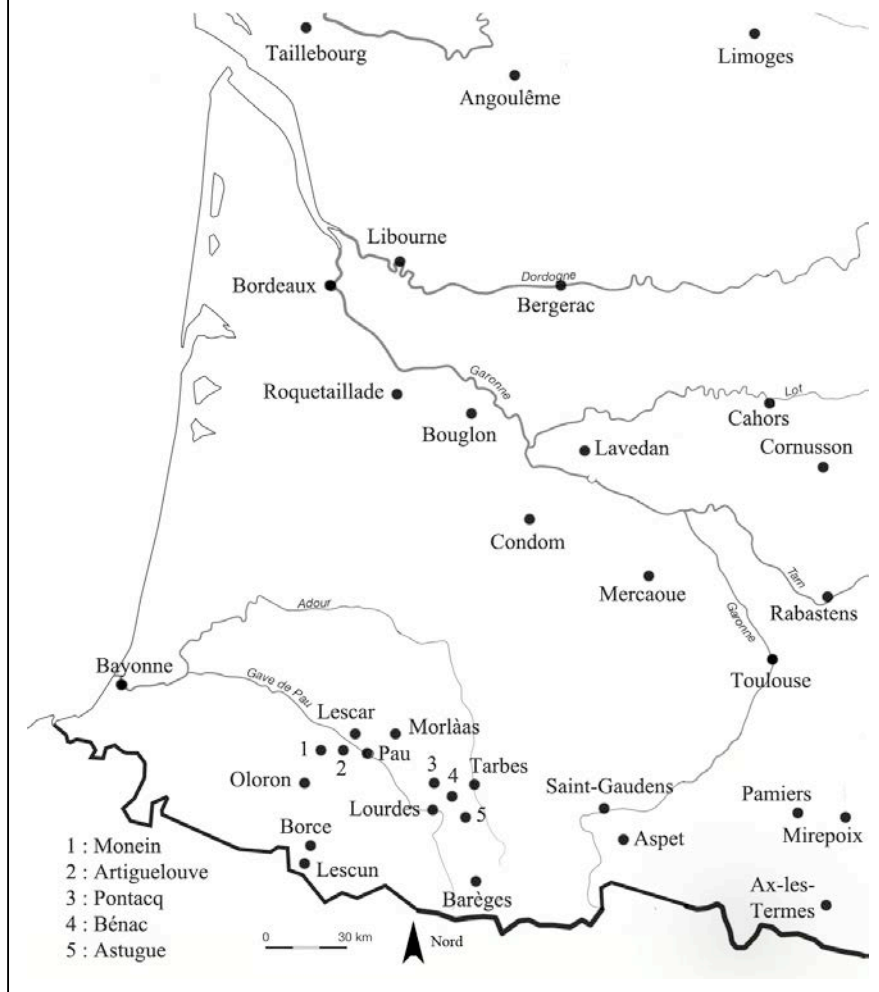 Taillebourg
Limoges
Angoulême
Libourne
Dordogne
Bordeaux
Bergerac
Garonne
Roquetaillade
Lot
Cahors
Bouglon
Lavedan
Cornusson
Condom
Mercaoue
Tarn
Rabastens
Adour
Garonne
Bayonne
Toulouse
Gave de Pau
Lescar
Morlàas
1
2
Pau
Oloron
3
4
Tarbes
Saint-Gaudens
Lourdes
5
Pamiers
Mirepoix
Borce
Aspet
Lescun
Barèges
Ax-les-
Termes
1 : Monein
2 : Artiguelouve
3 : Pontacq
4 : Bénac
5 : Astugue
0 30 km
Nord